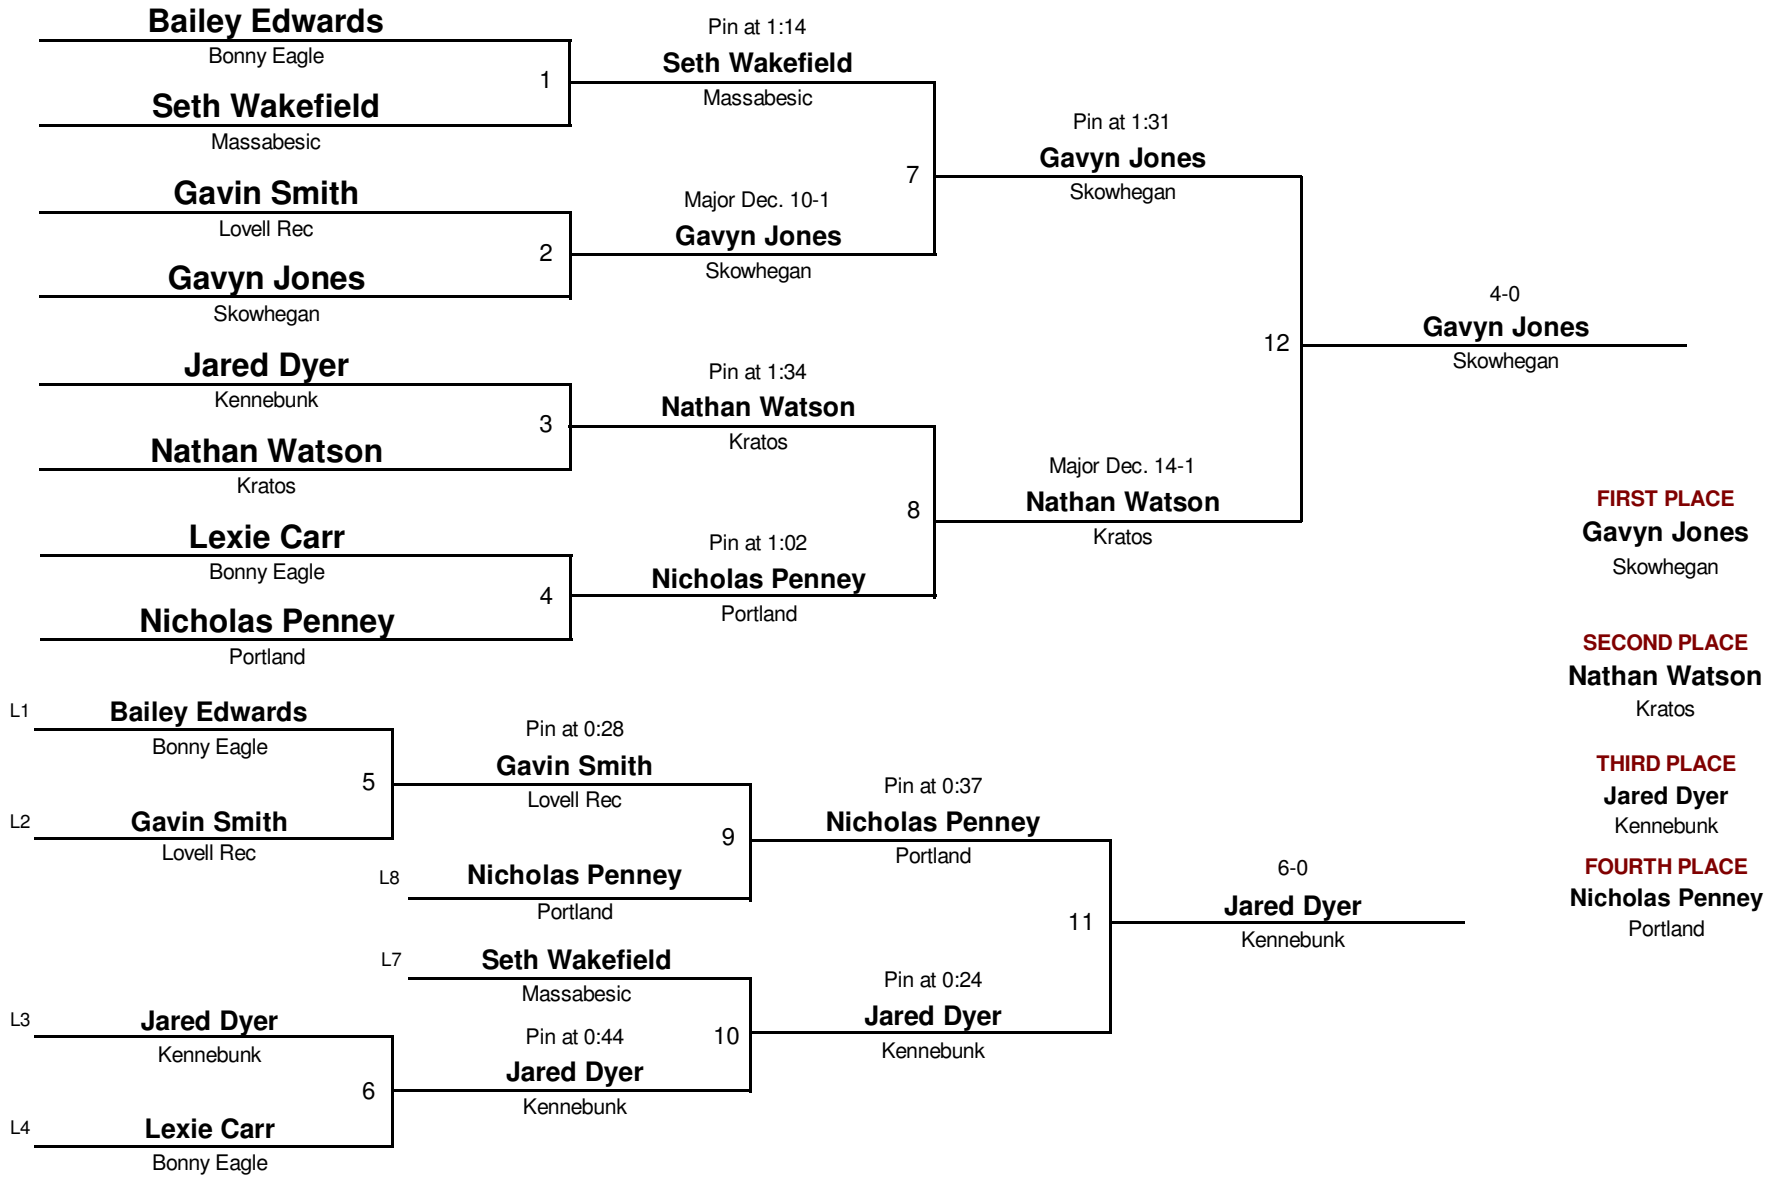 Bailey Edwards
Bonny Eagle
1
Seth Wakefield
Massabesic
Gavin Smith
Lovell Rec
2
Gavyn Jones
Skowhegan
Jared Dyer
Kennebunk
3
Nathan Watson
Kratos
Lexie Carr
Bonny Eagle
4
Nicholas Penney
Portland
Pin at 1:14
Seth Wakefield
Massabesic
7
Major Dec. 10-1
Gavyn Jones
Skowhegan
Pin at 1:34
Nathan Watson
Kratos
8
Pin at 1:02
Nicholas Penney
Portland
Pin at 1:31
Gavyn Jones
Skowhegan
12
Major Dec. 14-1
Nathan Watson
Kratos
4-0
Gavyn Jones
Skowhegan
FIRST PLACE
Gavyn Jones
Skowhegan
SECOND PLACE
Nathan Watson
Kratos
THIRD PLACE
Jared Dyer
Kennebunk
FOURTH PLACE
Nicholas Penney
Portland
L1
Bailey Edwards
Bonny Eagle
5
L2
Gavin Smith
Lovell Rec
Pin at 0:28
Gavin Smith
Lovell Rec
9
L8
Nicholas Penney
Portland
L7
Seth Wakefield
Massabesic
10
L3
Jared Dyer
Kennebunk
6
L4
Lexie Carr
Bonny Eagle
Pin at 0:44
Jared Dyer
Kennebunk
Pin at 0:37
Nicholas Penney
Portland
11
Pin at 0:24
Jared Dyer
Kennebunk
6-0
Jared Dyer
Kennebunk